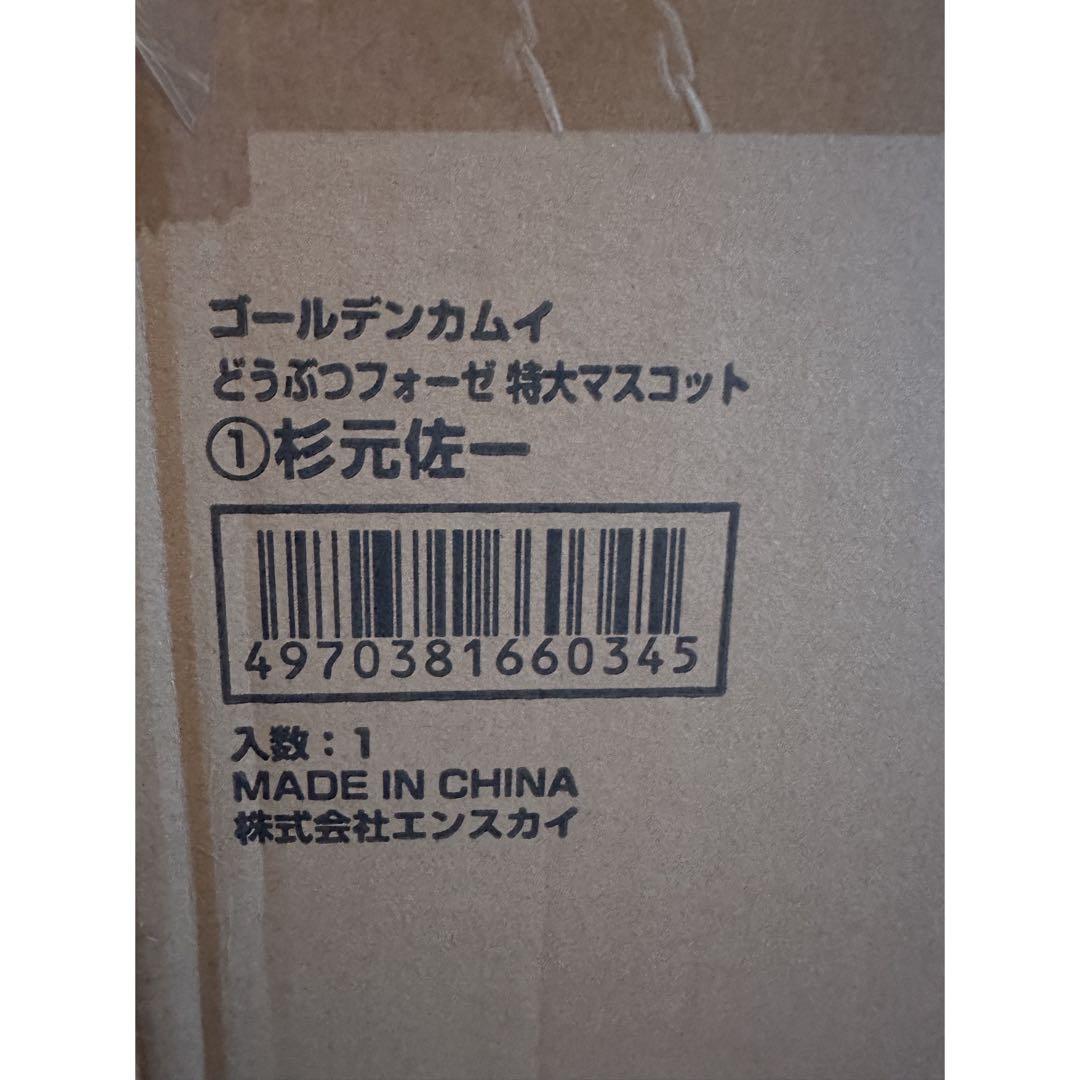 ゴールデンカムイ
どうぶつフォーゼ 特大マスコット
①杉元佐一
4970381660345
入数：1
MADE IN CHINA
株式会社エンスカイ